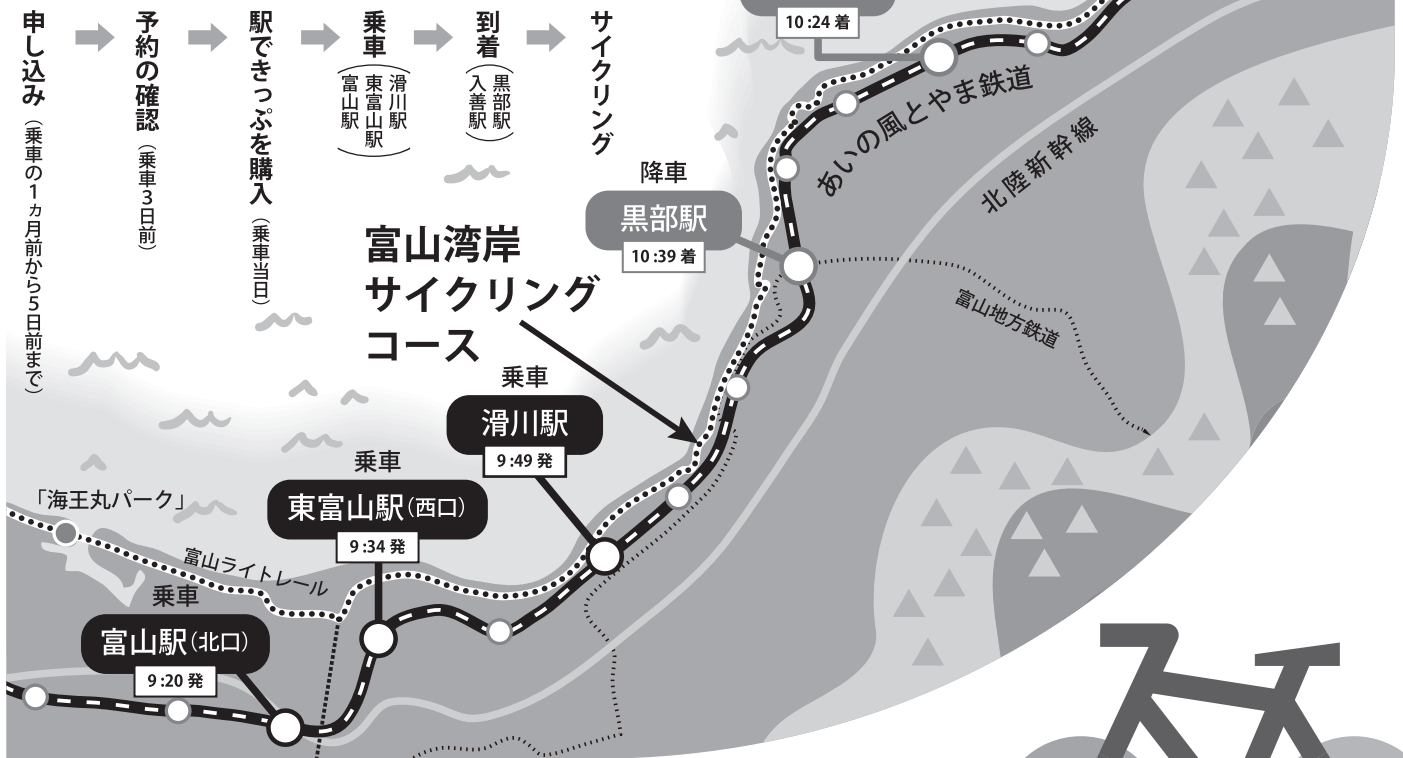 申し込み（乗車の1ヵ月前から5日前まで）
予約の確認（乗車3日前）
駅できっぷを購入（乗車当日）
乗車（滑川駅
東富山駅
富山駅）
到着（黒部駅
入善駅）
サイクリング
10:24 着
あいの風とやま鉄道
北陸新幹線
降車
黒部駅
10:39 着
富山湾岸
サイクリング
コース
富山地方鉄道
乗車
滑川駅
9:49 発
乗車
東富山駅（西口）
9:34 発
「海王丸パーク」
富山ライトレール
乗車
富山駅（北口）
9:20 発